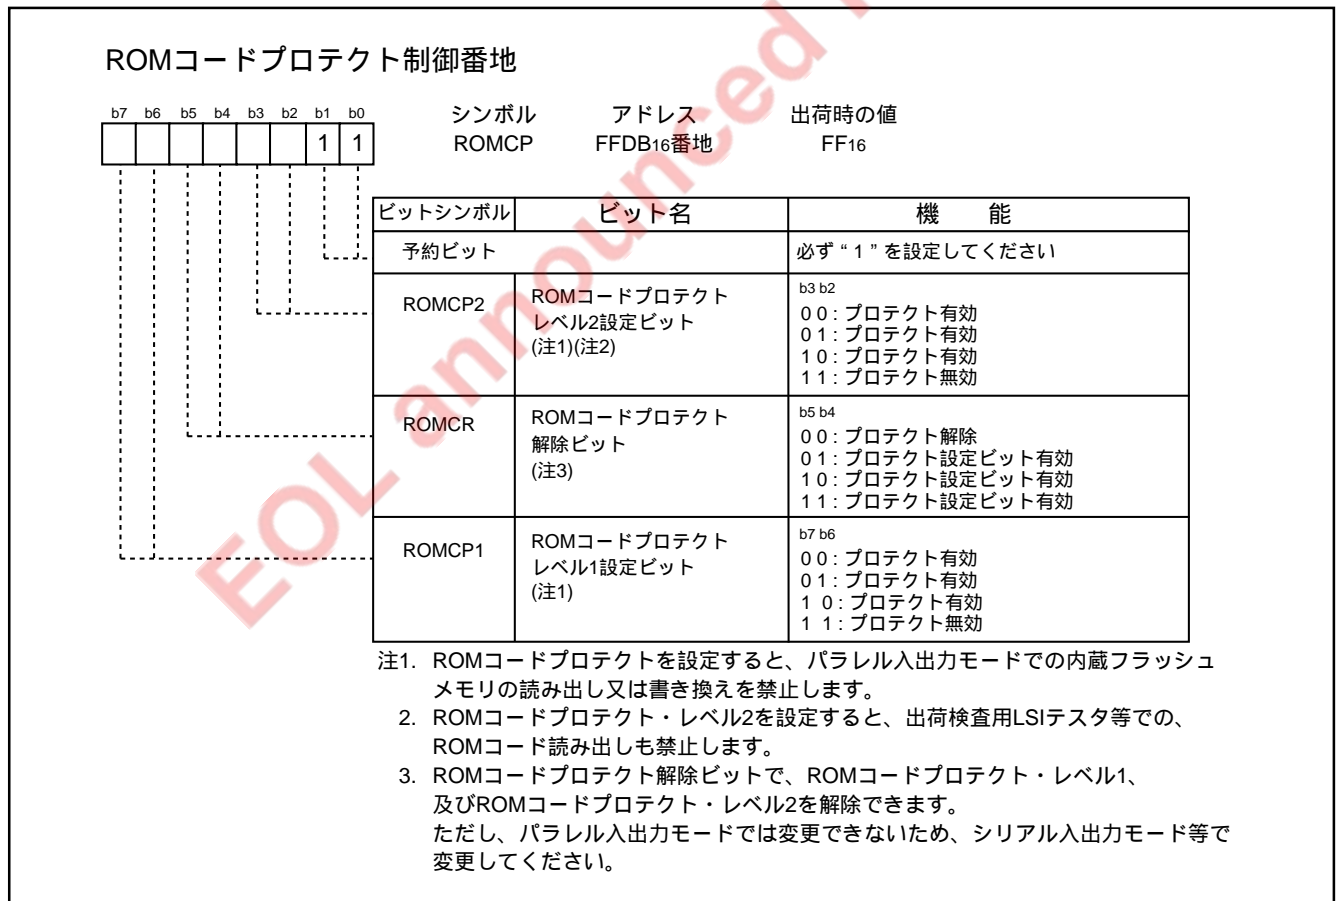 EOL announced
ROMコードプロテクト制御番地
b7 b6 b5 b4 b3 b2 b1 b0
1 1
シンボル アドレス 出荷時の値
ROMCP FFDB16番地 FF16
ビットシンボル ビット名 機 能
予約ビット 必ず“1”を設定してください
ROMCP2 ROMコードプロテクト
レベル2設定ビット
(注1)(注2)
b3 b2
0 0 : プロテクト有効
0 1 : プロテクト有効
1 0 : プロテクト有効
1 1 : プロテクト無効
ROMCR ROMコードプロテクト
解除ビット
(注3)
b5 b4
0 0 : プロテクト解除
0 1 : プロテクト設定ビット有効
1 0 : プロテクト設定ビット有効
1 1 : プロテクト設定ビット有効
ROMCP1 ROMコードプロテクト
レベル1設定ビット
(注1)
b7 b6
0 0 : プロテクト有効
0 1 : プロテクト有効
1 0 : プロテクト有効
1 1 : プロテクト無効
注1. ROMコードプロテクトを設定すると、パラレル入出力モードでの内蔵フラッシュ
メモリの読み出し又は書き換えを禁止します。
2. ROMコードプロテクト・レベル2を設定すると、出荷検査用LSIテスタ等での、
ROMコード読み出しも禁止します。
3. ROMコードプロテクト解除ビットで、ROMコードプロテクト・レベル1、
及びROMコードプロテクト・レベル2を解除できます。
ただし、パラレル入出力モードでは変更できないため、シリアル入出力モード等で
変更してください。